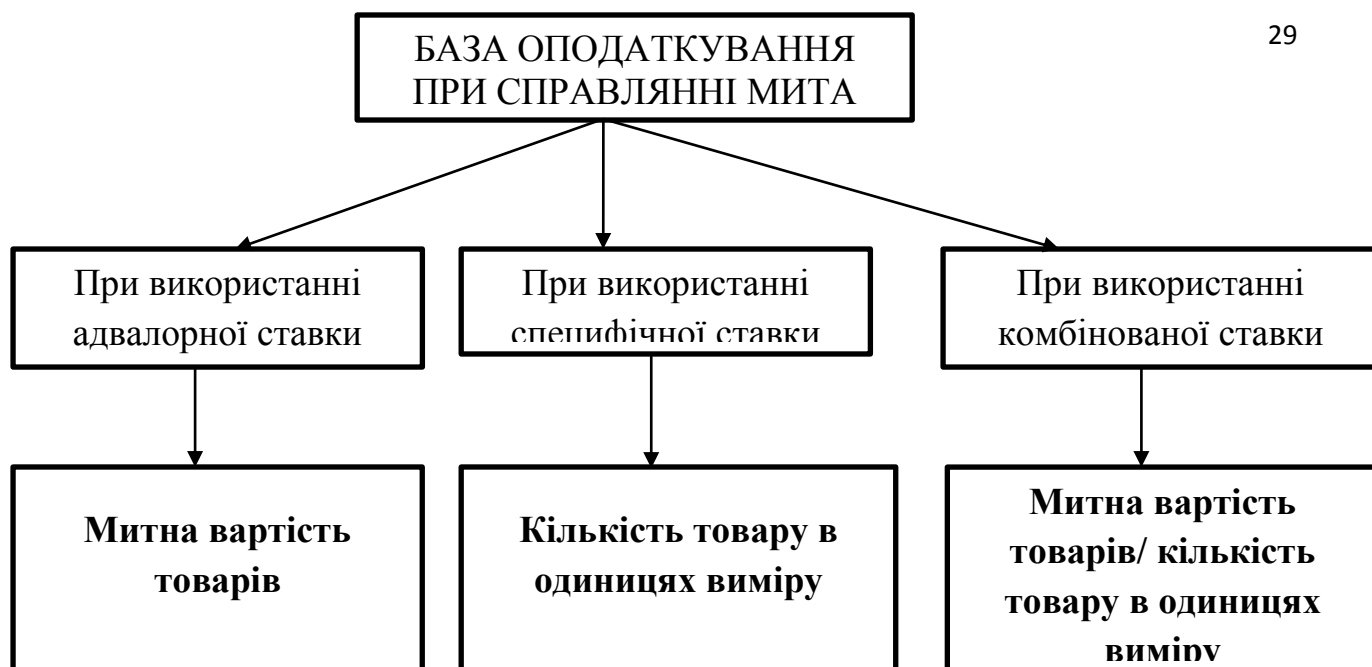 29
БАЗА ОПОДАТКУВАННЯ
ПРИ СПРАВЛЯННІ МИТА
При використанні
адвалорної ставки
При використанні
специфічної ставки
При використанні
комбінованої ставки
Митна вартість
товарів
Кількість товару в
одиницях виміру
Митна вартість
товарів/ кількість
товару в одиницях
виміру